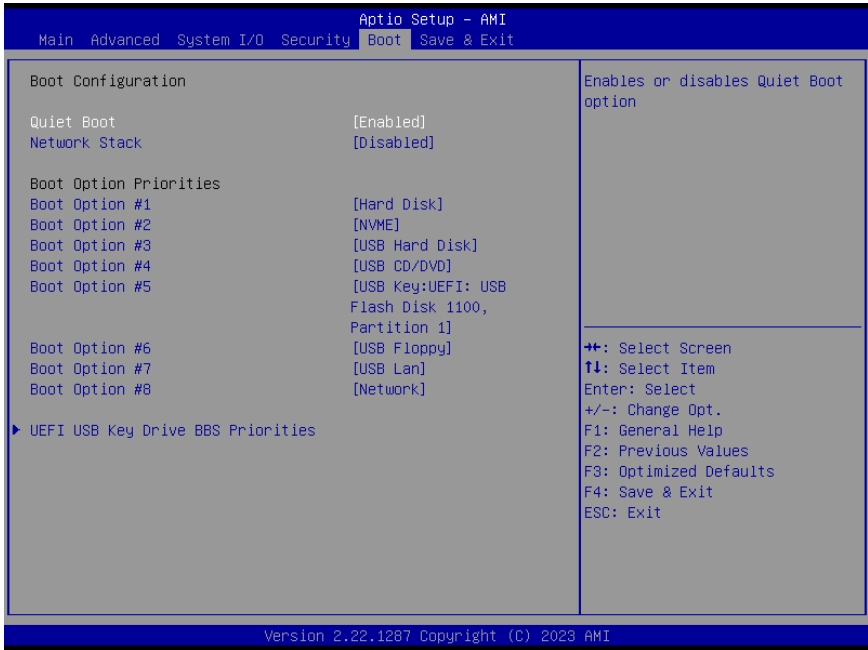 Aptio Setup – AMI
Main Advanced System I/O Security Boot Save & Exit
Boot Configuration
Quiet Boot [Enabled]
Network Stack [Disabled]
Boot Option Priorities
Boot Option #1 [Hard Disk]
Boot Option #2 [NVME]
Boot Option #3 [USB Hard Disk]
Boot Option #4 [USB CD/DVD]
Boot Option #5 [USB Key:UEFI: USB
Flash Disk 1100,
Partition 1]
Boot Option #6 [USB Floppy]
Boot Option #7 [USB Lan]
Boot Option #8 [Network]
UEFI USB Key Drive BBS Priorities
Enables or disables Quiet Boot
option
→←: Select Screen
↑↓: Select Item
Enter: Select
+/-: Change Opt.
F1: General Help
F2: Previous Values
F3: Optimized Defaults
F4: Save & Exit
ESC: Exit
Version 2.22.1287 Copyright (C) 2023 AMI